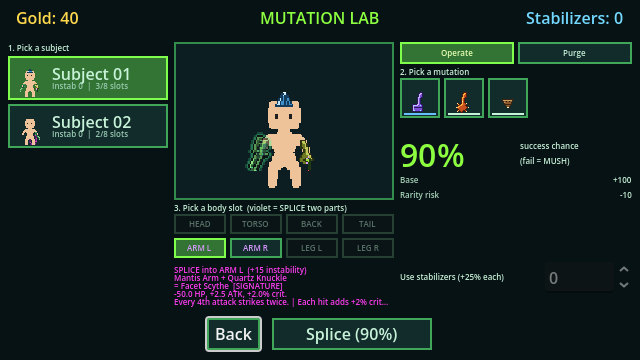 Gold: 40
MUTATION LAB
Stabilizers: 0
1. Pick a subject
Subject 01
Instab 0 | 3/8 slots
Subject 02
Instab 0 | 2/8 slots
Operate
Purge
2. Pick a mutation
90%
success chance
(fail = MUSH)
Base
+100
Rarity risk
-10
3. Pick a body slot (violet = SPLICE two parts)
HEAD
TORSO
BACK
TAIL
ARM L
ARM R
LEG L
LEG R
SPLICE into ARM L (+15 instability)
Mantis Arm + Quartz Knuckle
= Facet Scythe [SIGNATURE]
-50.0 HP, +2.5 ATK, +2.0% crit.
Every 4th attack strikes twice. | Each hit adds +2% crit...
Use stabilizers (+25% each)
0
Back
Splice (90%)